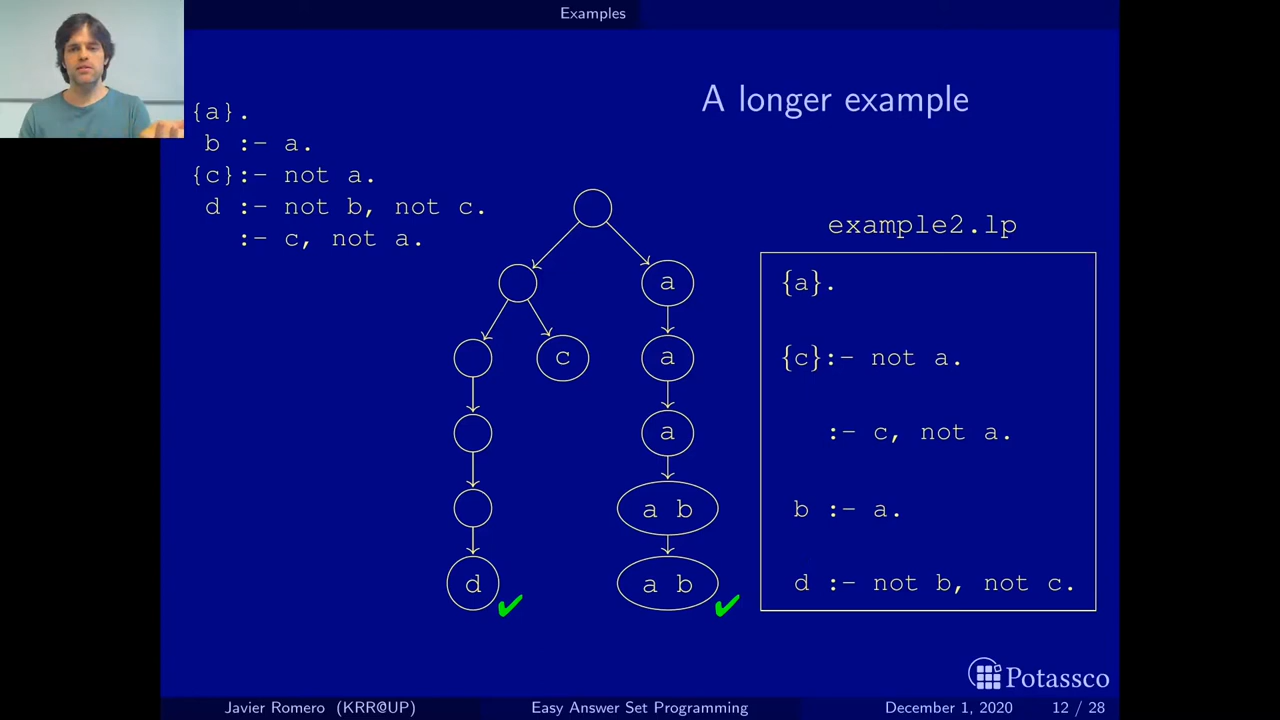 Examples
A longer example
{a}.
b :- a.
{c}:- not a.
d :- not b, not c.
:- c, not a.
a
c
a
a
a b
d
a b
example2.lp
{a}.
{c}:- not a.
:- c, not a.
b :- a.
d :- not b, not c.
Potassco
Javier Romero (KRR@UP)
Easy Answer Set Programming
December 1, 2020
12 / 28